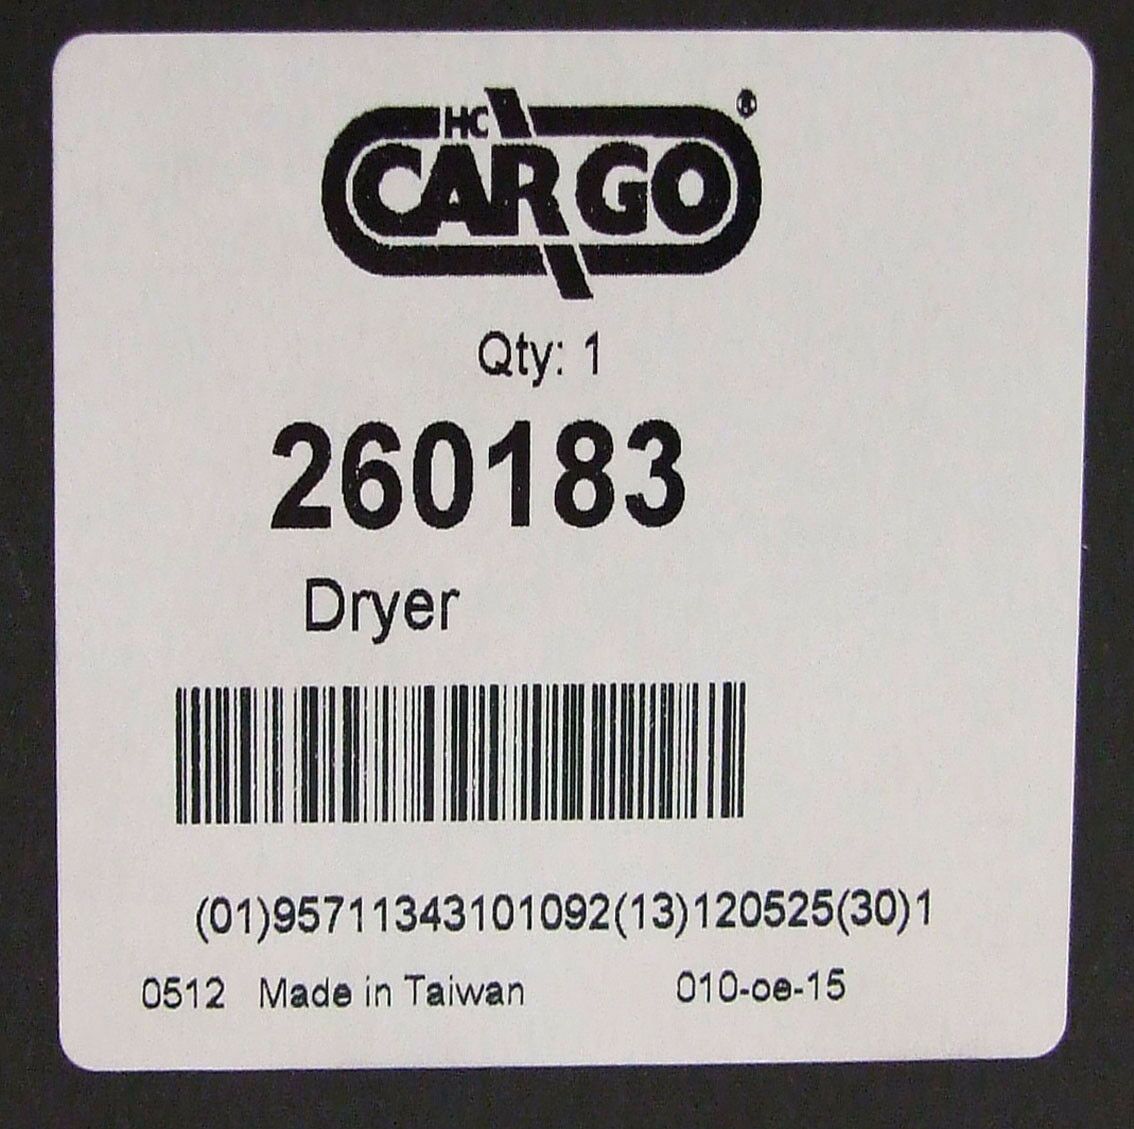 HC
CARGO®
Qty: 1
260183
Dryer
(01)95711343101092(13)120525(30)1
0512 Made in Taiwan 010-oe-15